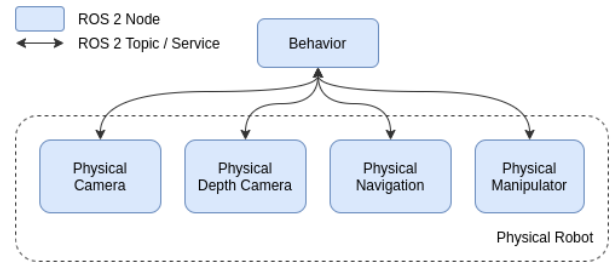 ROS 2 Node
ROS 2 Topic / Service
Behavior
Physical
Camera
Physical
Depth Camera
Physical
Navigation
Physical
Manipulator
Physical Robot